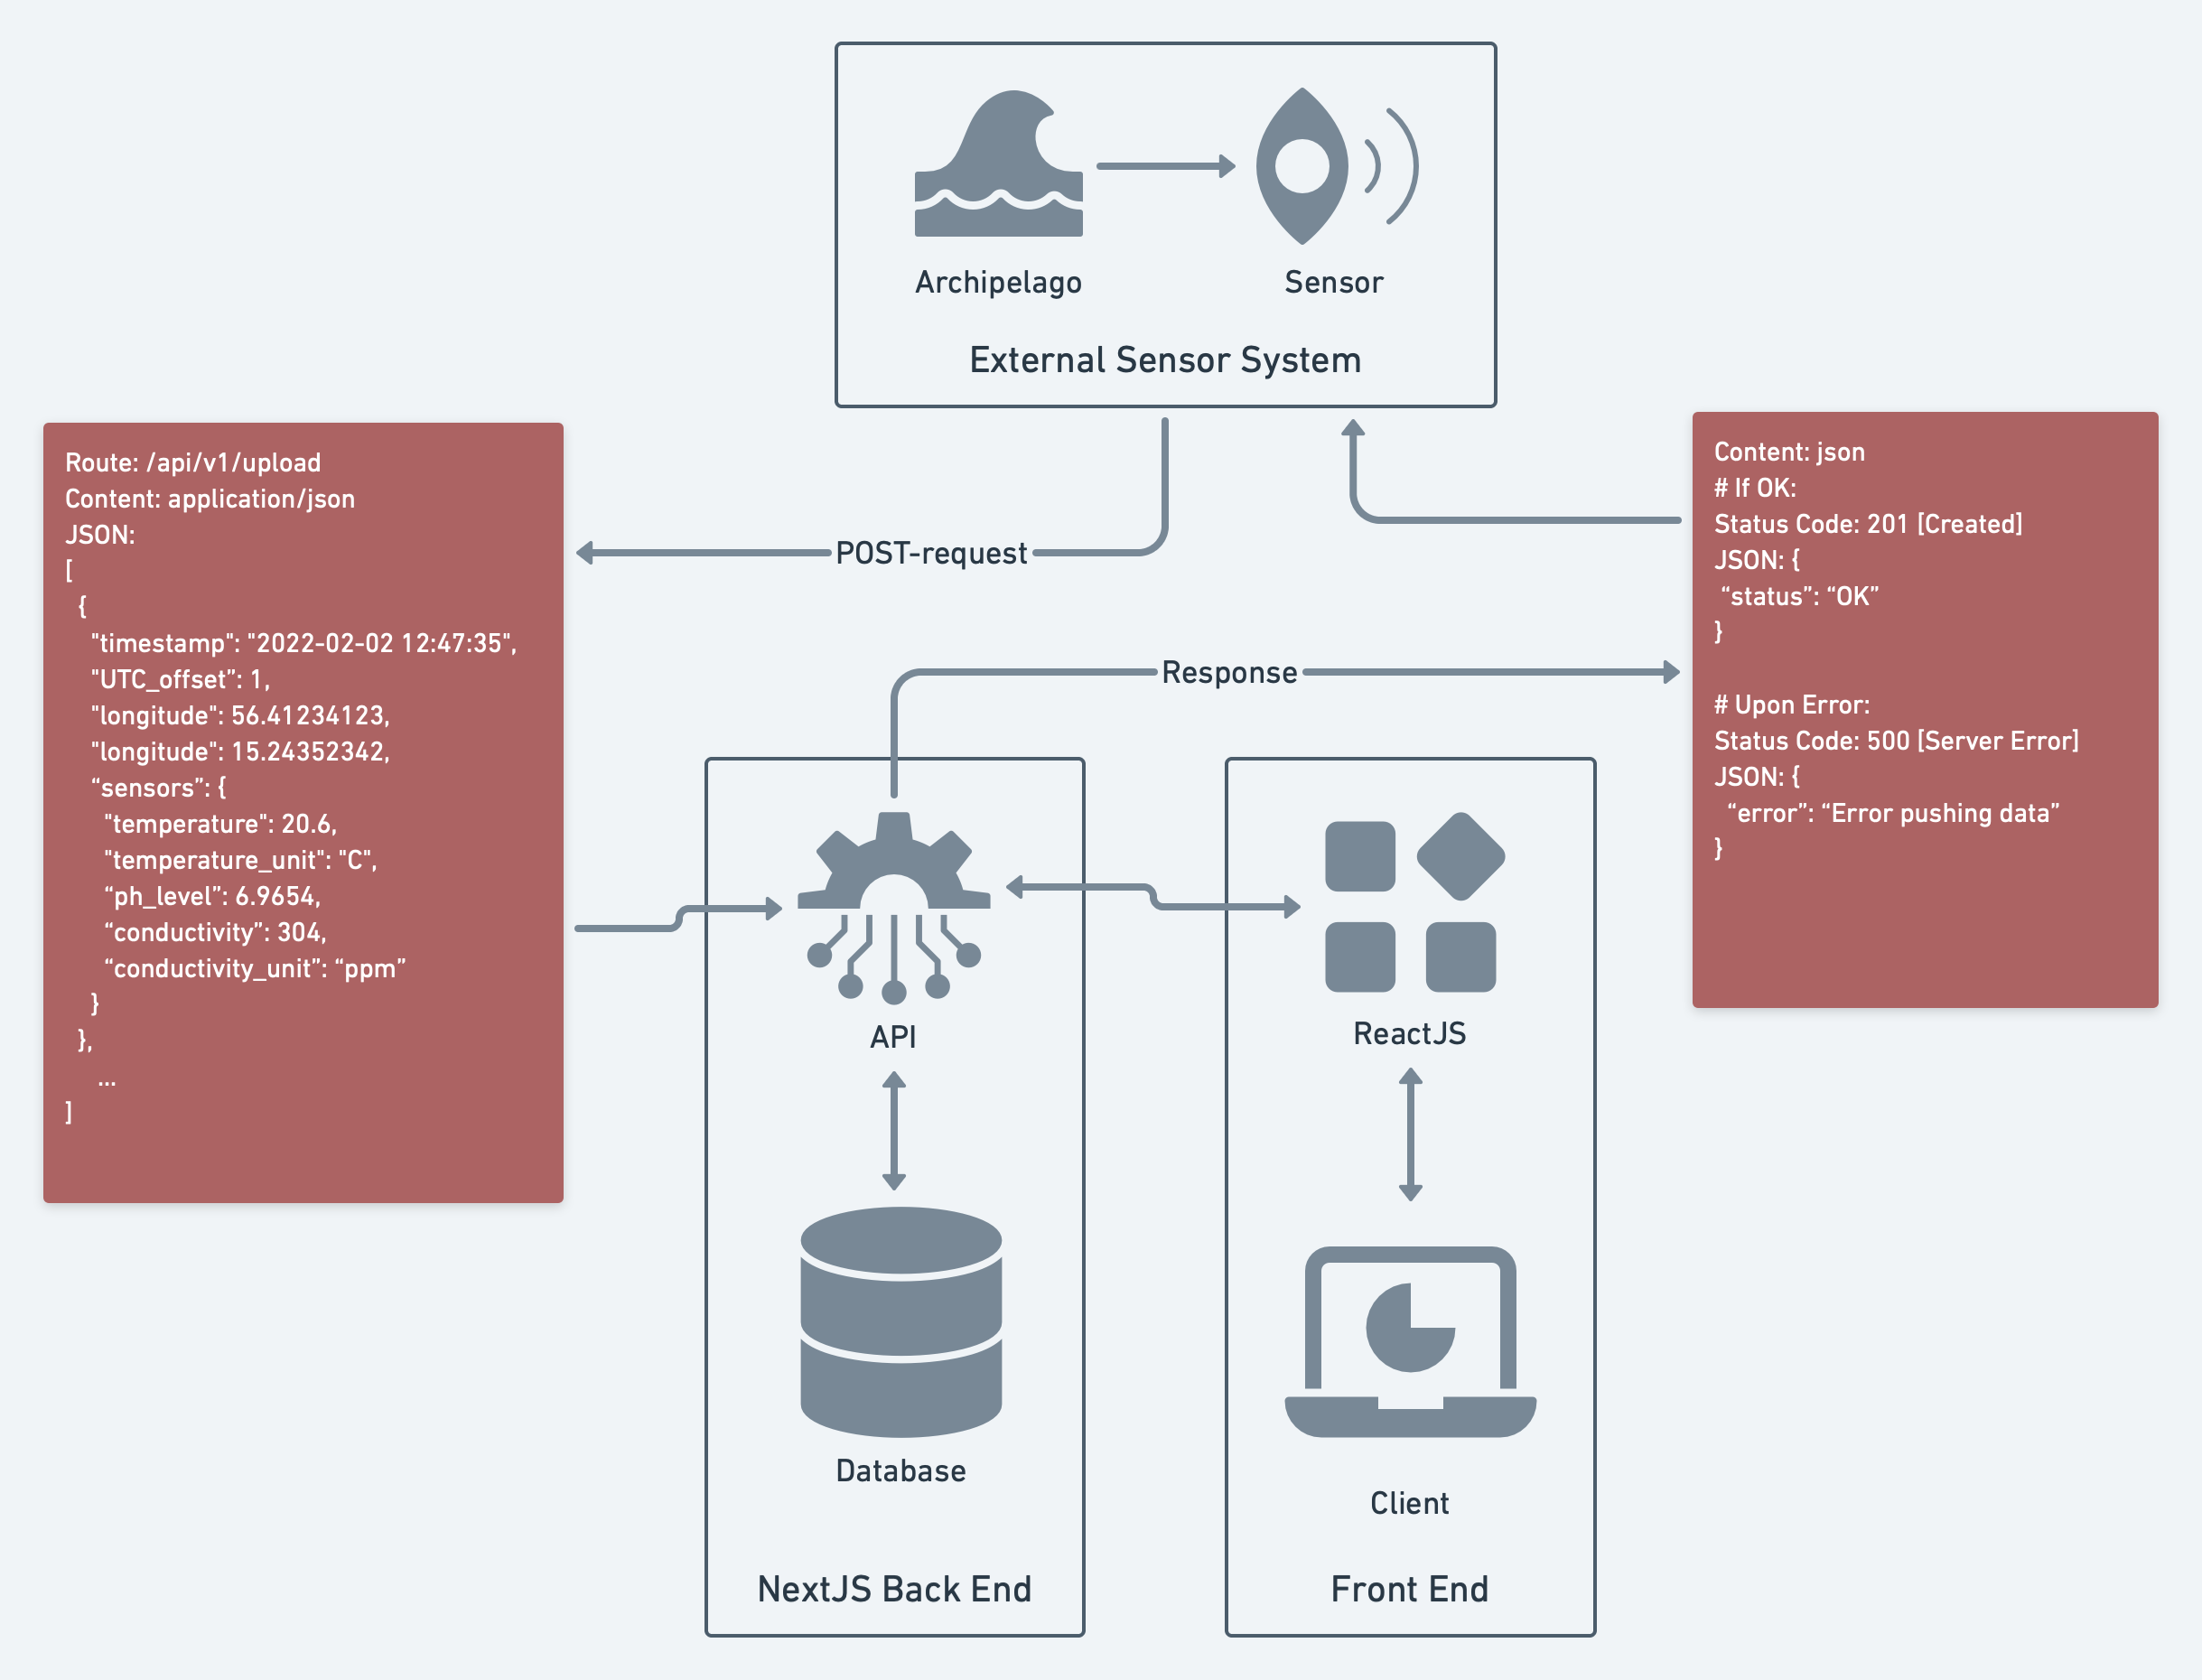 Archipelago
Sensor
External Sensor System
Route: /api/v1/upload
Content: application/json
JSON:
[
{
"timestamp": "2022-02-02 12:47:35",
"UTC_offset”: 1,
"longitude": 56.41234123,
"longitude": 15.24352342,
“sensors”: {
"temperature": 20.6,
"temperature_unit": "C",
“ph_level”: 6.9654,
“conductivity”: 304,
“conductivity_unit”: “ppm”
}
},
...
]
POST-request
Response
Content: json
# If OK:
Status Code: 201 [Created]
JSON: {
“status”: “OK”
}
# Upon Error:
Status Code: 500 [Server Error]
JSON: {
“error”: “Error pushing data”
}
API
Database
NextJS Back End
ReactJS
Client
Front End